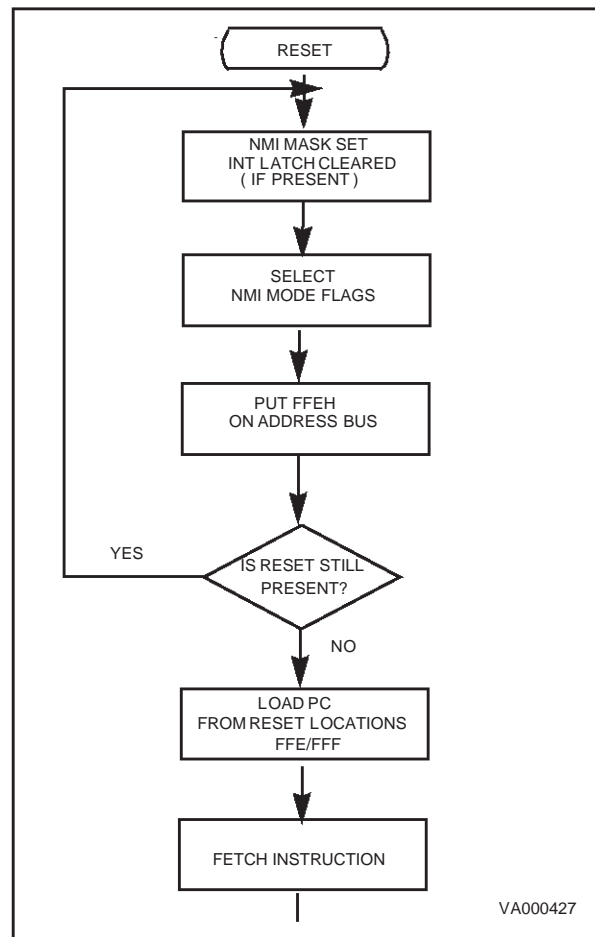 RESET
NMI MASK SET
INT LATCH CLEARED
( IF PRESENT )
SELECT
NMI MODE FLAGS
PUT FFEH
ON ADDRESS BUS
YES
IS RESET STILL
PRESENT?
NO
LOAD PC
FROM RESET LOCATIONS
FFE/FFF
FETCH INSTRUCTION
VA000427